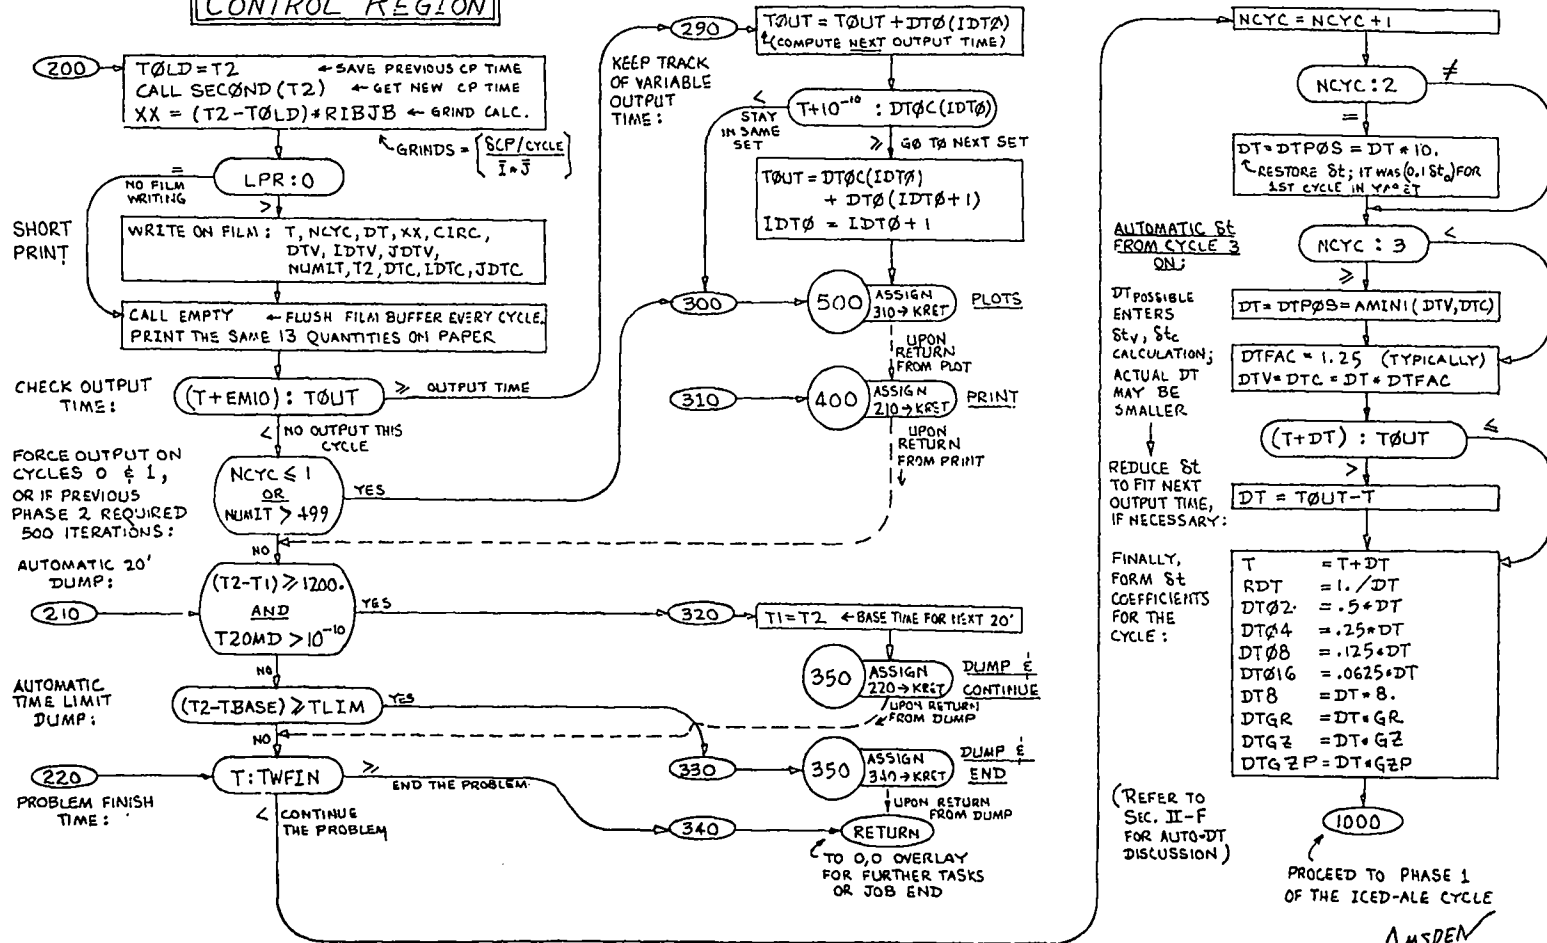 CONTROL REGION
200
TØLD = T2 ← SAVE PREVIOUS CP TIME
CALL SECØND (T2) ← GET NEW CP TIME
XX = (T2-TØLD)*RIBJB ← GRIND CALC.
GRINDS = { SCP/CYCLE
Ī*J̄ }
LPR:0
=
NO FILM
WRITING
>
SHORT
PRINT
WRITE ON FILM: T, NCYC, DT, XX, CIRC,
DTV, IDTV, JDTV,
NUMIT, T2, DTC, IDTC, JDTC
CALL EMPTY ← FLUSH FILM BUFFER EVERY CYCLE.
PRINT THE SAME 13 QUANTITIES ON PAPER
CHECK OUTPUT
TIME:
(T+EM10): TØUT
≥ OUTPUT TIME
< NO OUTPUT THIS
CYCLE
FORCE OUTPUT ON
CYCLES 0 & 1,
OR IF PREVIOUS
PHASE 2 REQUIRED
500 ITERATIONS:
NCYC ≤ 1
OR
NUMIT > 499
YES
NO
AUTOMATIC 20'
DUMP:
210
(T2-T1) ≥ 1200.
AND
T20MD > 10⁻¹⁰
YES
NO
AUTOMATIC
TIME LIMIT
DUMP:
(T2-TBASE) ≥ TLIM
YES
NO
220
PROBLEM FINISH
TIME:
T:TWFIN
≥
END THE PROBLEM
< CONTINUE
THE PROBLEM
290
TØUT = TØUT + DTØ(IDTØ)
(COMPUTE NEXT OUTPUT TIME)
KEEP TRACK
OF VARIABLE
OUTPUT
TIME:
T+10⁻¹⁰ : DTØC(IDTØ)
<
STAY
IN SAME
SET
≥ GO TØ NEXT SET
TØUT = DTØC(IDTØ)
+ DTØ (IDTØ+1)
IDTØ = IDTØ+1
300
500
ASSIGN
310→KRET
PLOTS
UPON
RETURN
FROM PLOT
310
400
ASSIGN
210→KRET
PRINT
UPON
RETURN
FROM PRINT
320
T1=T2 ← BASE TIME FOR NEXT 20'
350
ASSIGN
220→KRET
DUMP &
CONTINUE
UPON RETURN
FROM DUMP
330
350
ASSIGN
340→KRET
DUMP &
END
UPON RETURN
FROM DUMP
340
RETURN
TO 0,0 OVERLAY
FOR FURTHER TASKS
OR JOB END
NCYC = NCYC+1
NCYC:2
≠
=
DT=DTPØS = DT*10.
RESTORE δt; IT WAS (0.1 δt₀) FOR
1ST CYCLE IN
AUTOMATIC δt
FROM CYCLE 3
ON:
NCYC : 3
<
≥
DT POSSIBLE
ENTERS
δtv, δtc
CALCULATION;
ACTUAL DT
MAY BE
SMALLER
DT=DTPØS=AMIN1(DTV,DTC)
DTFAC = 1.25 (TYPICALLY)
DTV=DTC = DT * DTFAC
(T+DT) : TØUT
≤
>
REDUCE δt
TO FIT NEXT
OUTPUT TIME,
IF NECESSARY:
DT = TØUT-T
FINALLY,
FORM δt
COEFFICIENTS
FOR THE
CYCLE:
T = T+DT
RDT = 1./DT
DTØ2 = .5*DT
DTØ4 = .25*DT
DTØ8 = .125*DT
DTØ16 = .0625*DT
DT8 = DT*8.
DTGR = DT*GR
DTGZ = DT*GZ
DTGZP = DT*GZP
(REFER TO
SEC. II-F
FOR AUTO-DT
DISCUSSION)
1000
PROCEED TO PHASE 1
OF THE ICED-ALE CYCLE
AMSDEN